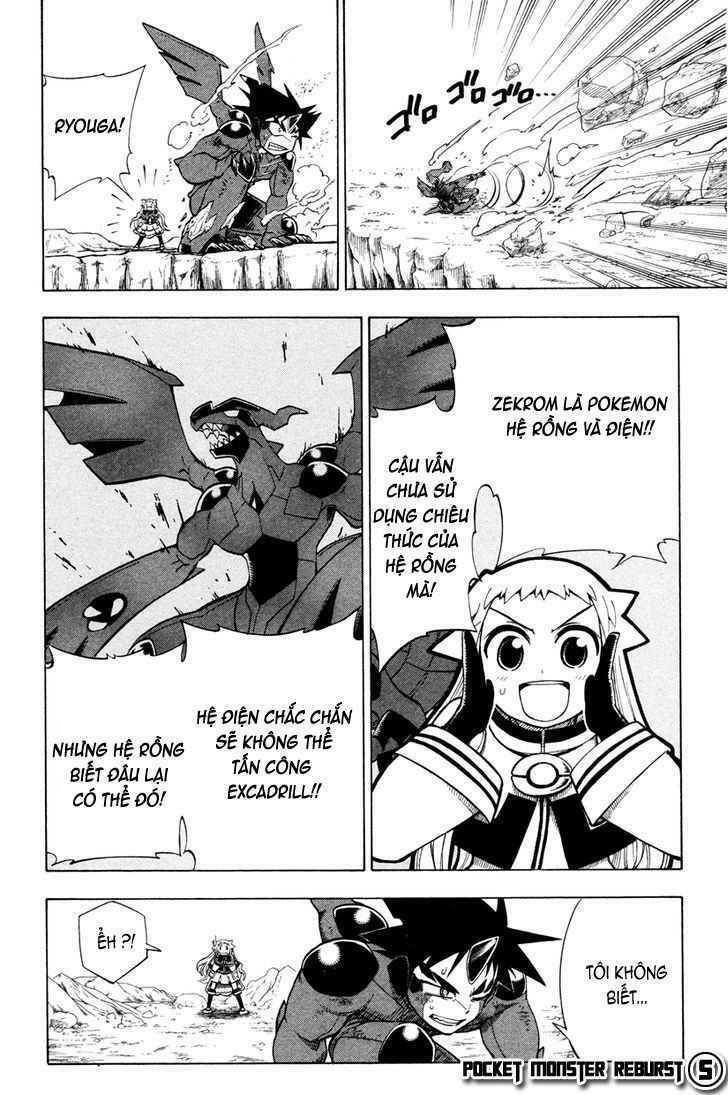 ゴロ ゴロ ゴロ...
RYOUGA!
ZEKROM LÀ POKEMON
HỆ RỒNG VÀ ĐIỆN!!
CẬU VẪN
CHƯA SỬ
DỤNG CHIÊU
THỨC CỦA
HỆ RỒNG
MÀ!
HỆ ĐIỆN CHẮC CHẮN
SẼ KHÔNG THỂ
TẤN CÔNG
EXCADRILL!!
NHƯNG HỆ RỒNG
BIẾT ĐÂU LẠI
CÓ THỂ ĐÓ!
TÔI KHÔNG
BIẾT...
ỂH ?!
POCKET MONSTER REBURST 5